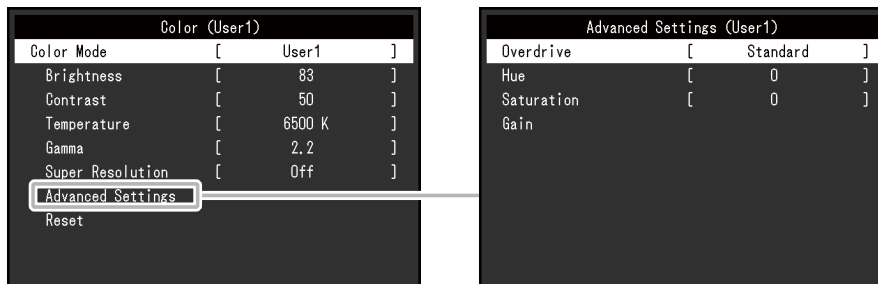 Color (User1)
Color Mode [ User1 ]
Brightness [ 83 ]
Contrast [ 50 ]
Temperature [ 6500 K ]
Gamma [ 2.2 ]
Super Resolution [ Off ]
Advanced Settings
Reset
Advanced Settings (User1)
Overdrive [ Standard ]
Hue [ 0 ]
Saturation [ 0 ]
Gain